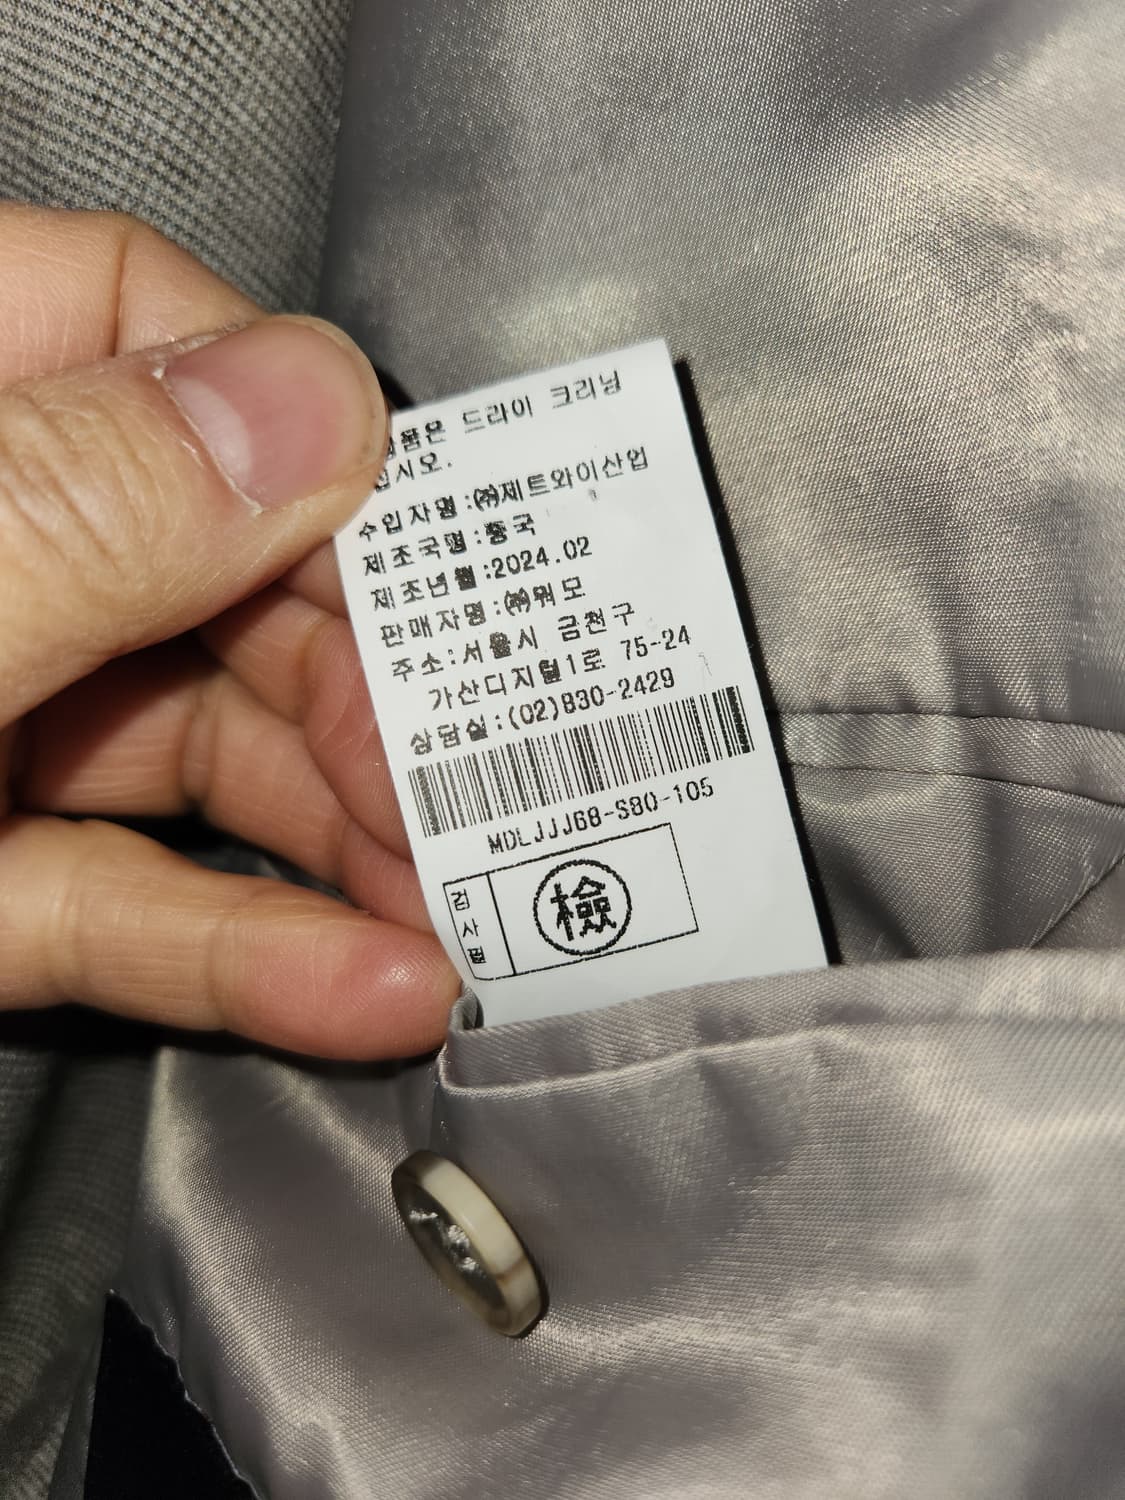 드라이 크리닝
십시오.
수입자명:㈜제트와이산업
제조국명:중국
제조년월:2024.02
판매자명:㈜뭐모
주소:서울시 금천구
가산디지털1로 75-24
상담실:(02)830-2429
MDLJJJ68-S80-105
검사필
檢